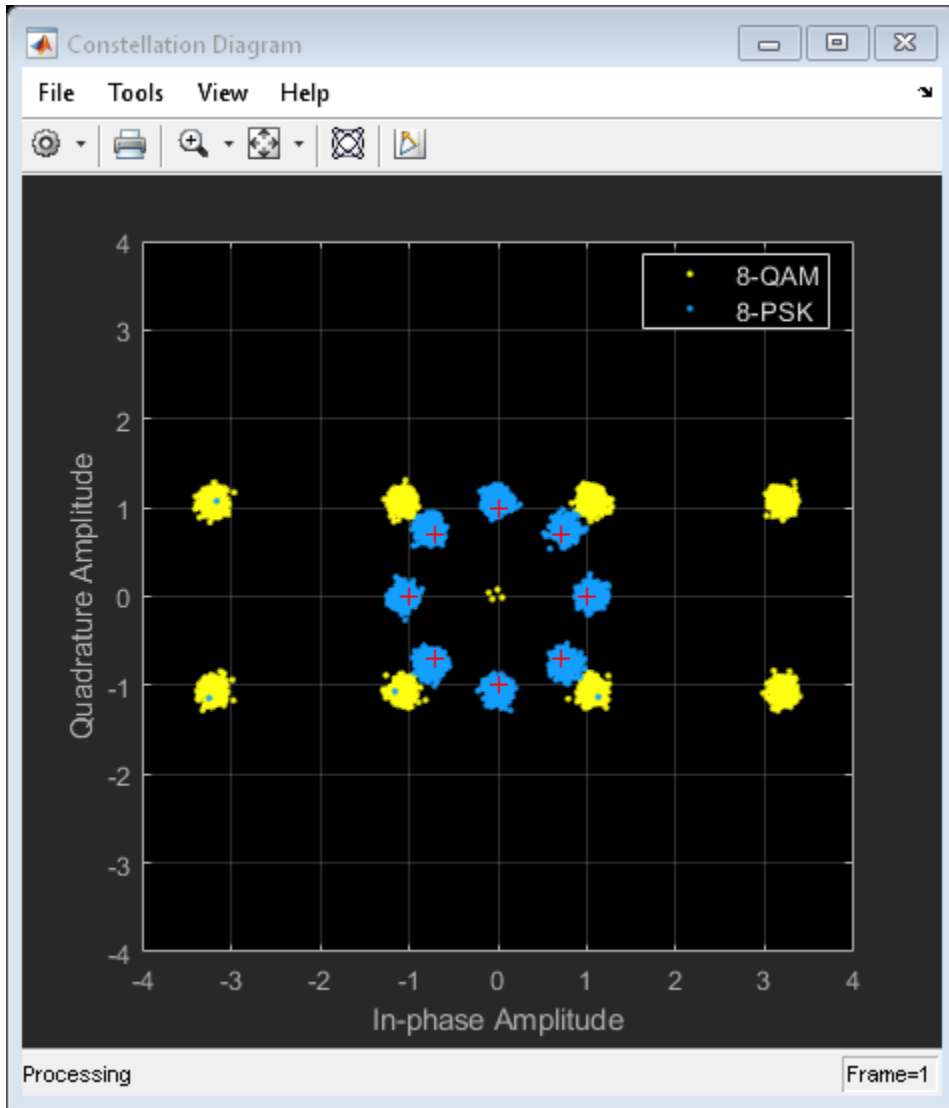 Constellation Diagram
File Tools View Help
8-QAM
8-PSK
4
3
2
1
0
-1
-2
-3
-4
Quadrature Amplitude
-4 -3 -2 -1 0 1 2 3 4
In-phase Amplitude
Processing Frame=1